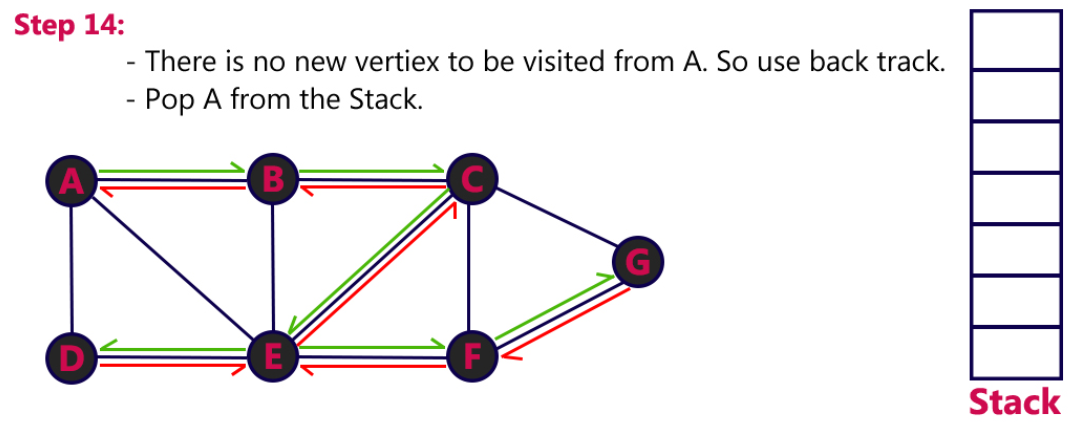 Step 14:
- There is no new vertiex to be visited from A. So use back track.
- Pop A from the Stack.
A B C
G
D E F
Stack